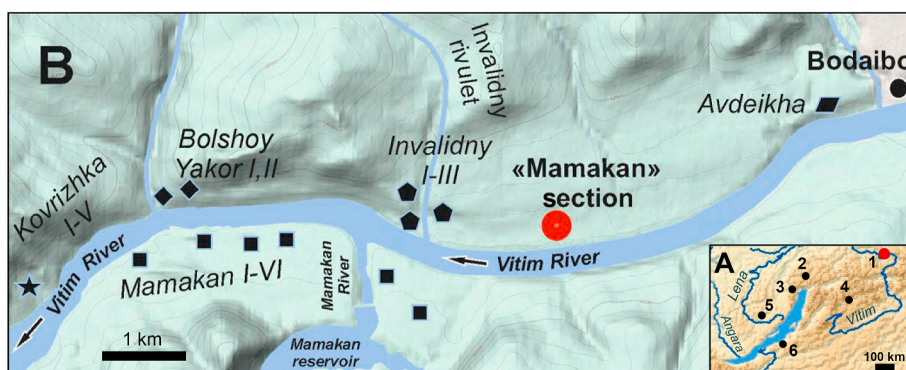 B
Bodaibo
Invalidny
rivulet
Avdeikha
Bolshoy
Yakor I,II
Invalidny
I-III
«Mamakan»
section
Kovrizhka
I-V
Vitim River
Mamakan I-VI
Mamakan
River
Vitim River
1 km
Mamakan
reservoir
A
1
2
3
4
5
6
Lena
Angara
Vitim
100 km